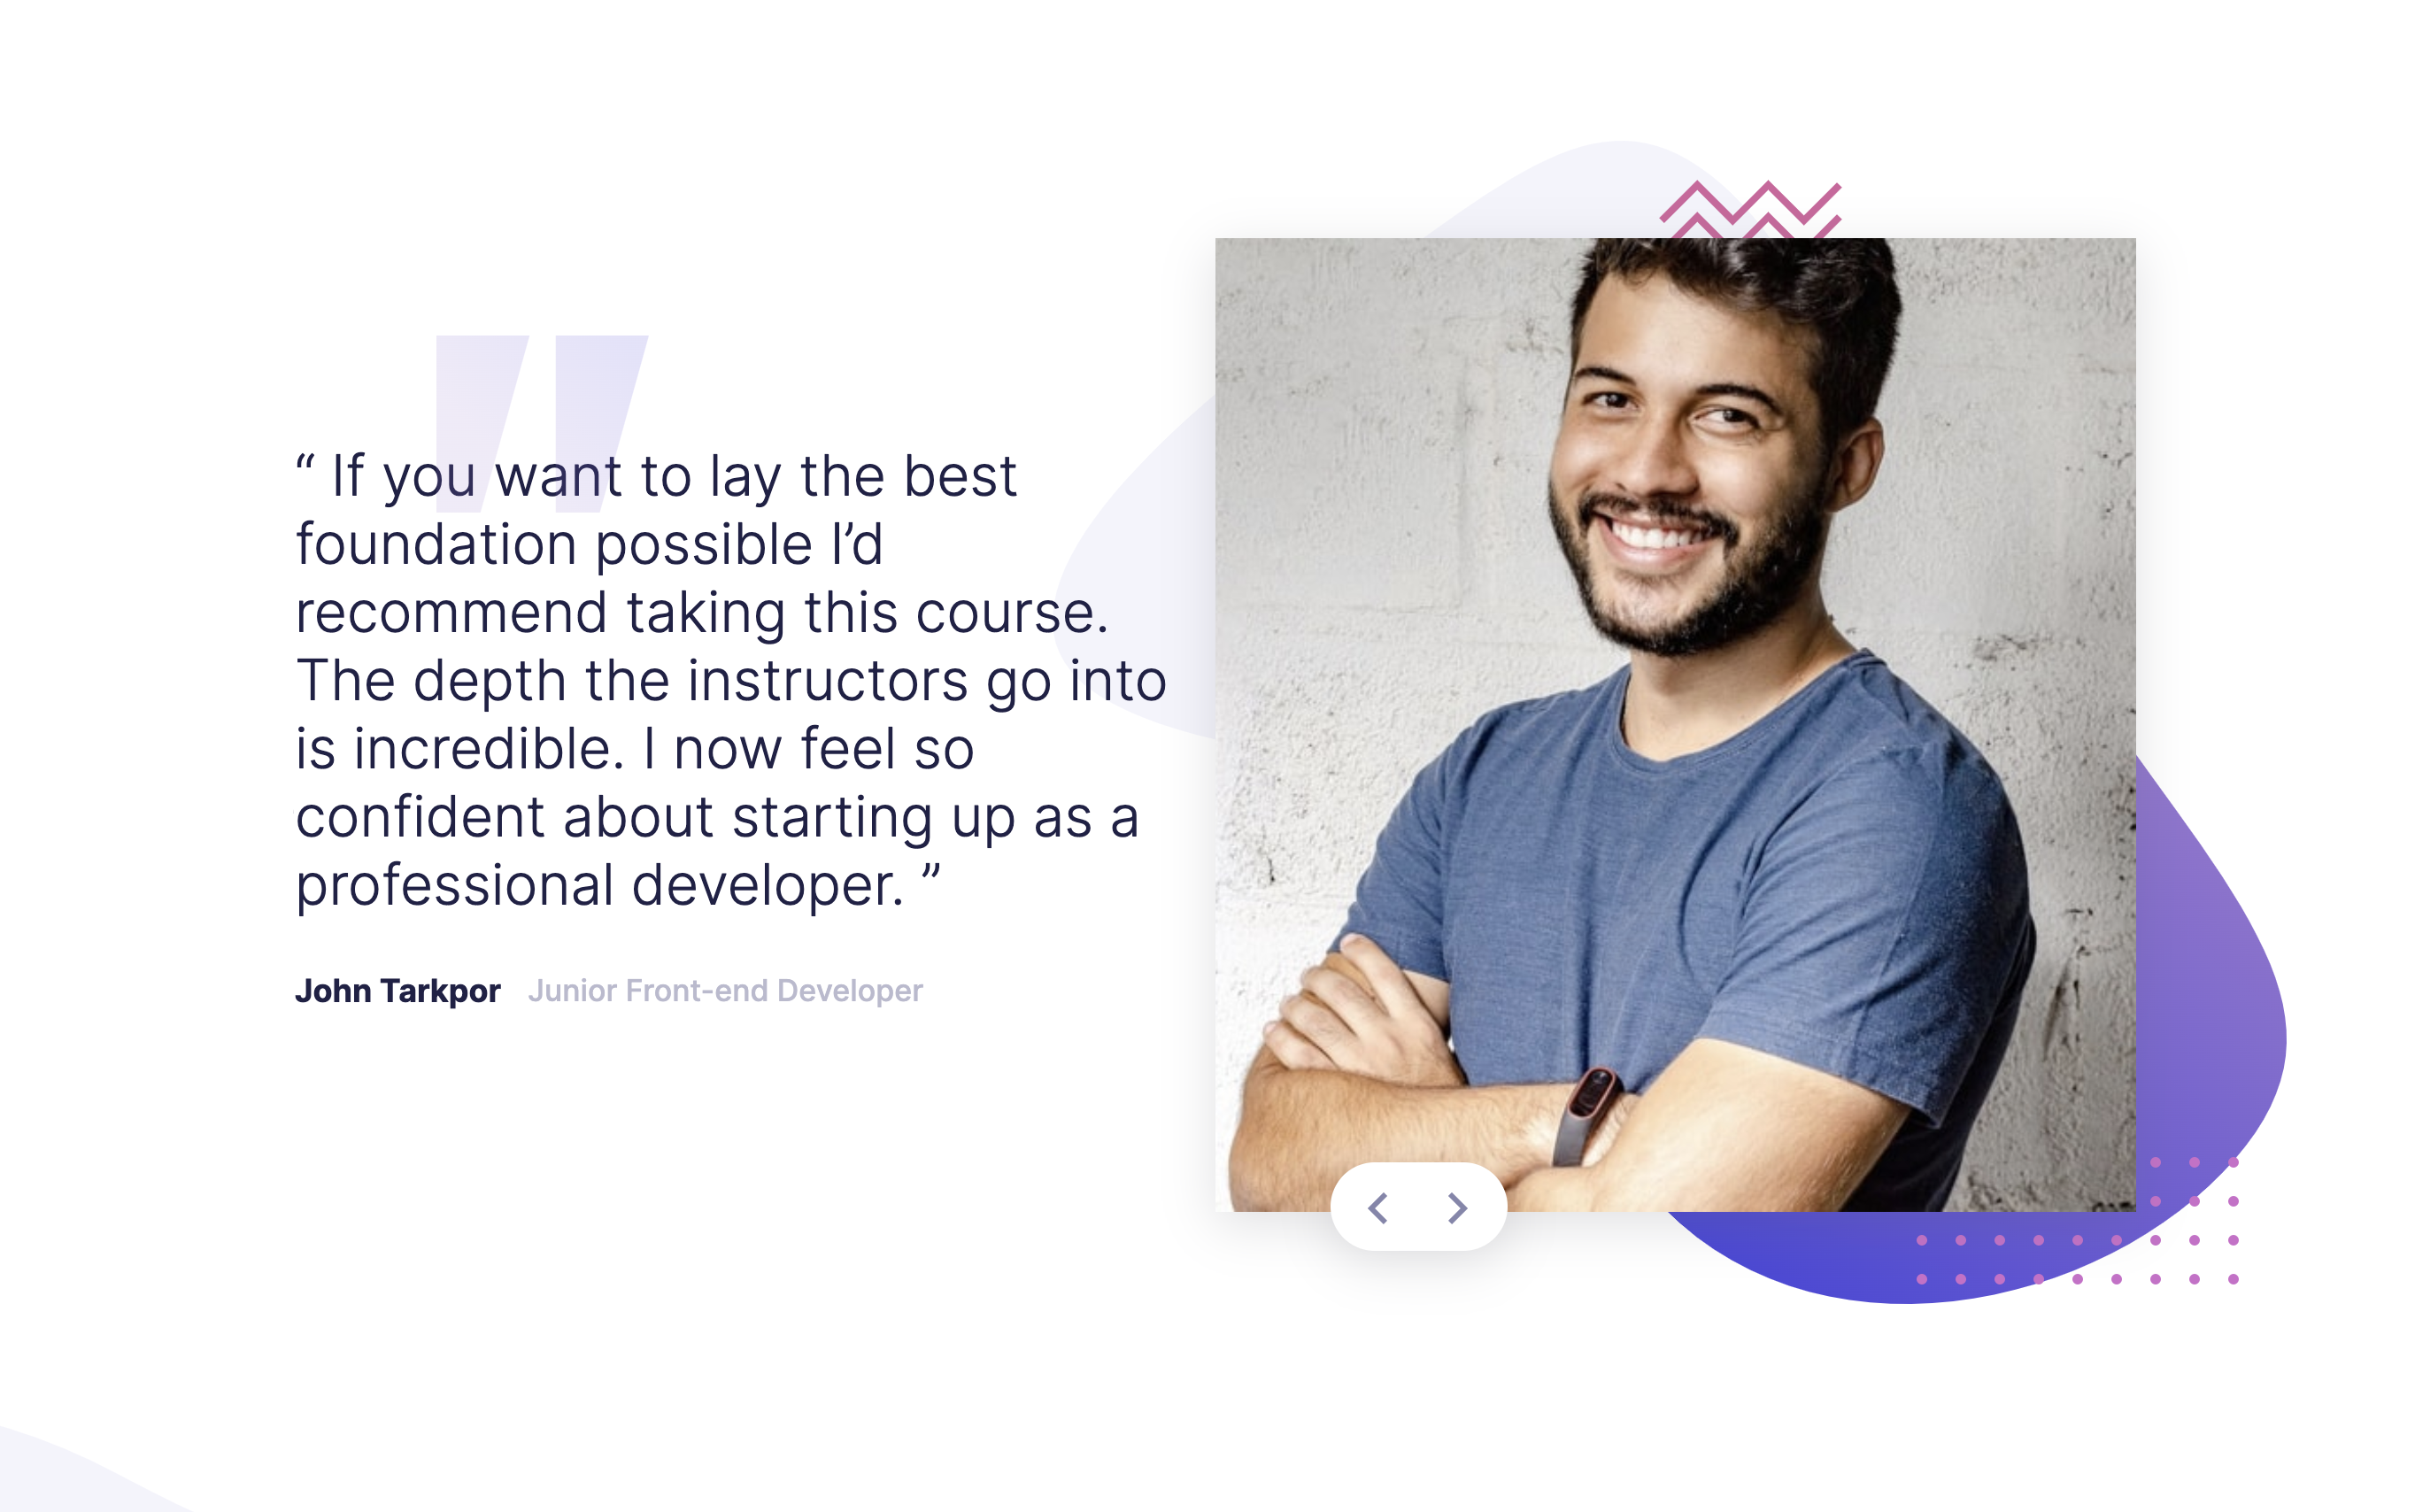 “ If you want to lay the best
foundation possible I’d
recommend taking this course.
The depth the instructors go into
is incredible. I now feel so
confident about starting up as a
professional developer. ”
John Tarkpor Junior Front-end Developer